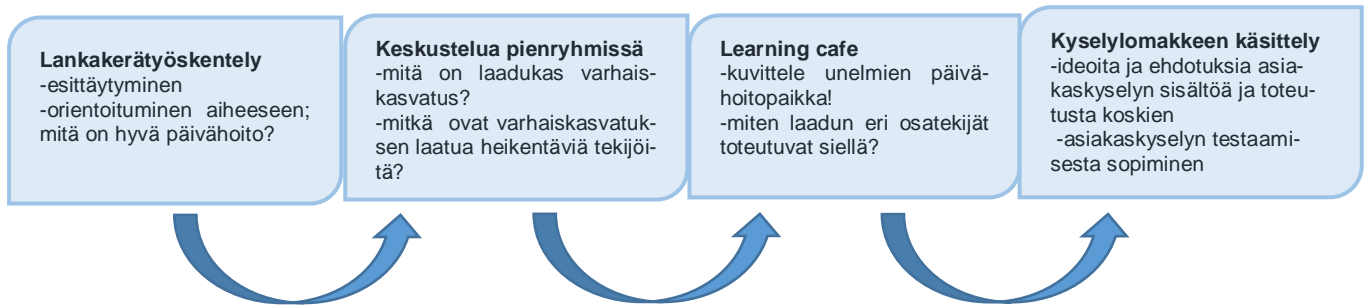 Lankakerätyöskentely
-esittäytyminen
-orientoituminen aiheeseen;
mitä on hyvä päivähoito?
Keskustelua pienryhmissä
-mitä on laadukas varhais-
kasvatus?
-mitkä ovat varhaiskasvatuk-
sen laatua heikentäviä tekijöi-
tä?
Learning cafe
-kuvittele unelmien päivä-
hoitopaikka!
-miten laadun eri osatekijät
toteutuvat siellä?
Kyselylomakkeen käsittely
-ideoita ja ehdotuksia asia-
kaskyselyn sisältöä ja toteu-
tusta koskien
-asiakaskyselyn testaami-
sesta sopiminen